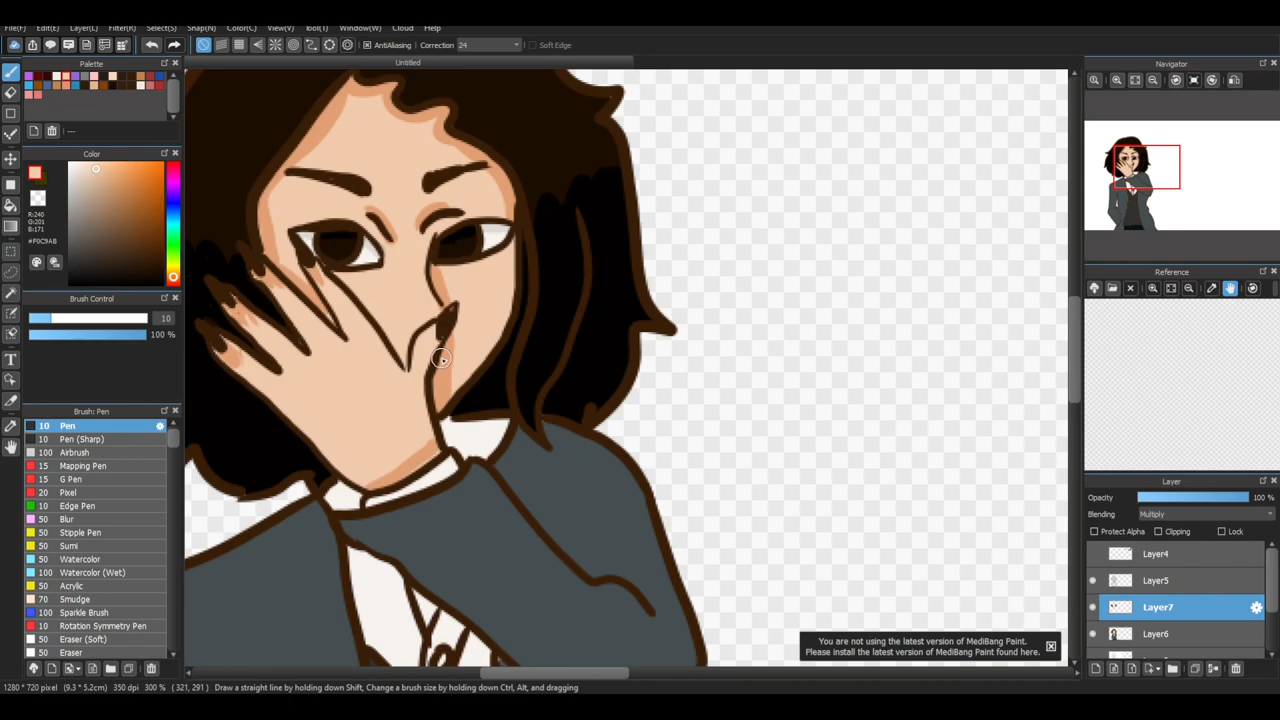 File(F) Edit(E) Layer(L) Filter(R) Select(S) Snap(N) Color(C) View(V) Tool(T) Window(W) Cloud Help
AntiAliasing Correction 24 Soft Edge
Palette
Untitled
Navigator
---
Color
R:240
G:201
B:171
#F0C9AB
Brush Control
10
100 %
Reference
Brush: Pen
10 Pen
10 Pen (Sharp)
100 Airbrush
15 Mapping Pen
15 G Pen
20 Pixel
10 Edge Pen
50 Blur
50 Stipple Pen
50 Sumi
50 Watercolor
100 Watercolor (Wet)
50 Acrylic
70 Smudge
100 Sparkle Brush
10 Rotation Symmetry Pen
50 Eraser (Soft)
50 Eraser
Layer
Opacity 100 %
Blending Multiply
Protect Alpha Clipping Lock
Layer4
Layer5
Layer7
Layer6
You are not using the latest version of MediBang Paint.
Please install the latest version of MediBang Paint found here.
1280 * 720 pixel (9.3 * 5.2cm) 350 dpi 300 % ( 321, 291) Draw a straight line by holding down Shift, Change a brush size by holding down Ctrl, Alt, and dragging